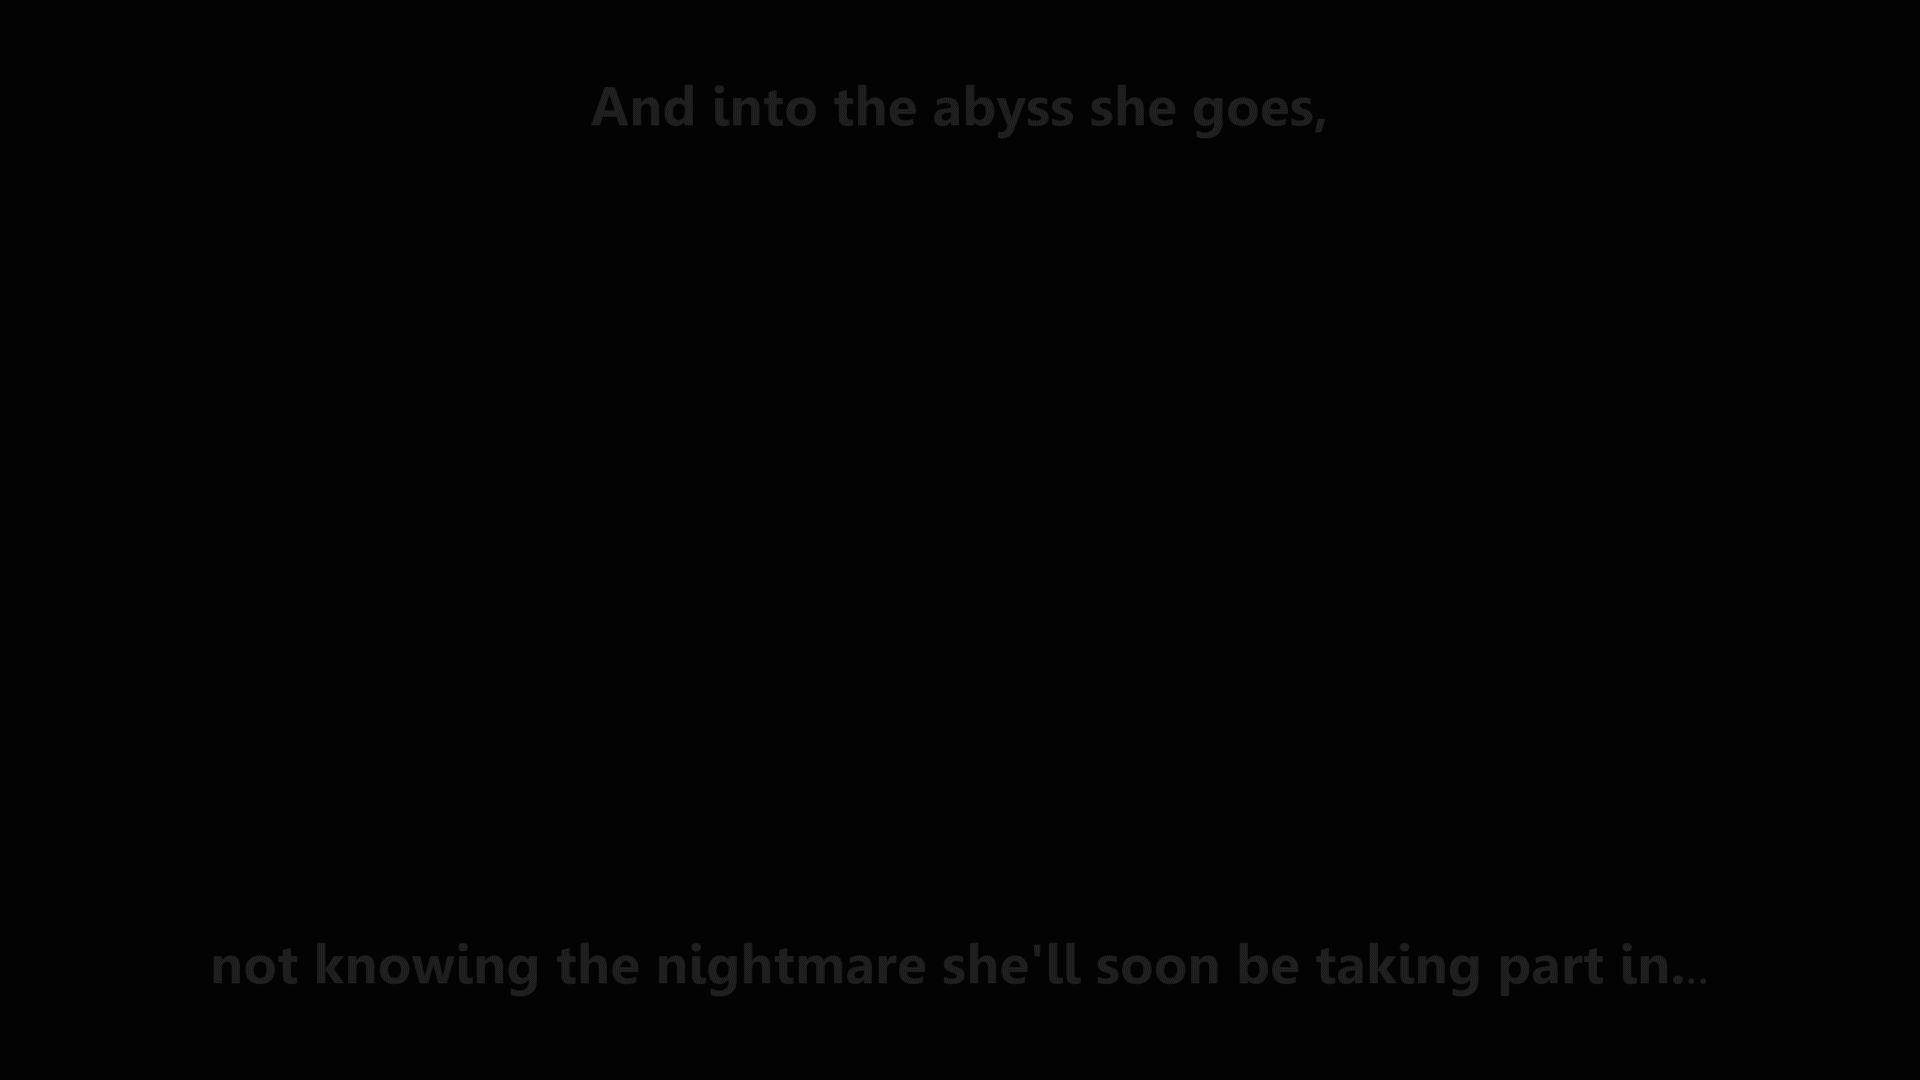 And into the abyss she goes,
not knowing the nightmare she'll soon be taking part in...